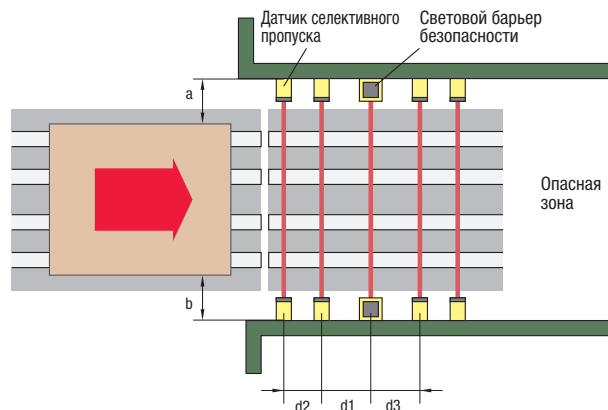 Датчик селективного
пропуска
Световой барьер
безопасности
a
Опасная
зона
b
d2
d1
d3